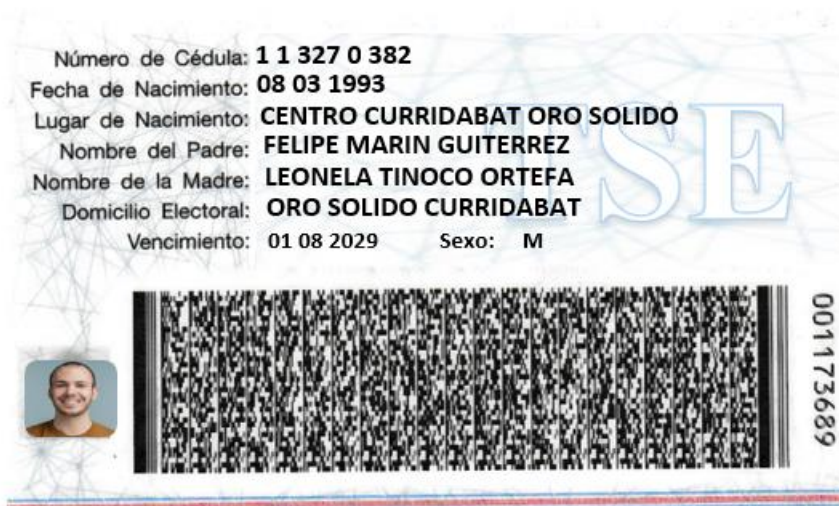 Número de Cédula: 1 1 327 0 382
Fecha de Nacimiento: 08 03 1993
Lugar de Nacimiento: CENTRO CURRIDABAT ORO SOLIDO
Nombre del Padre: FELIPE MARIN GUITERREZ
Nombre de la Madre: LEONELA TINOCO ORTEFA
Domicilio Electoral: ORO SOLIDO CURRIDABAT
Vencimiento: 01 08 2029 Sexo: M
TSE
001173689